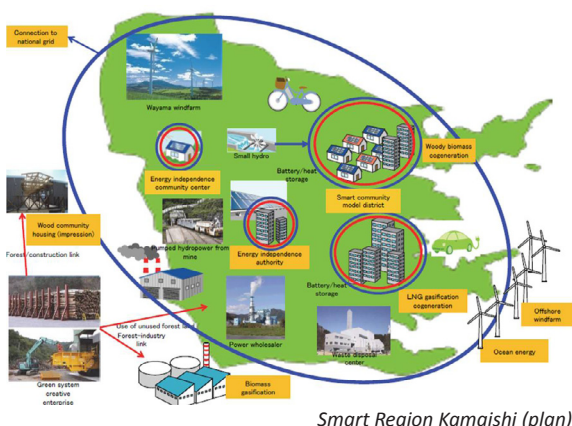 Connection to
national grid
Wayama windfarm
Small hydro
Woody biomass
cogeneration
Energy independence
community center
Battery/heat
storage
Smart community
model district
Wood community
housing (impression)
Pumped hydropower from
mine
Energy independence
authority
Forest/construction link
Battery/heat
storage
LNG gasification
cogeneration
Offshore
windfarm
Use of unused forest land
Forest-industry
link
Power wholesaler
Waste disposal
center
Ocean energy
Green system
creative
enterprise
Biomass
gasification
Smart Region Kamaishi (plan)